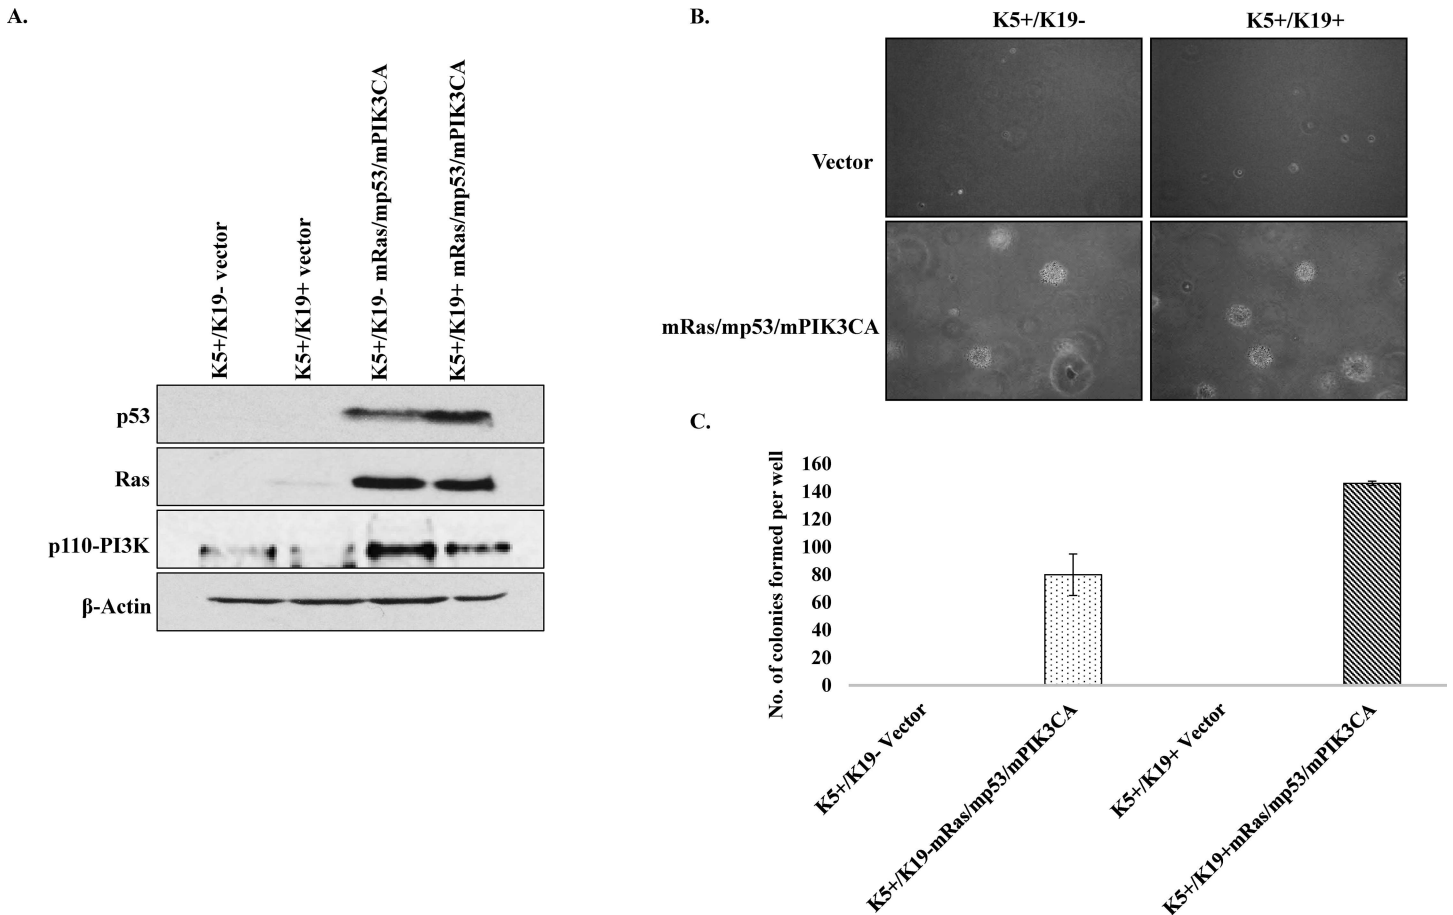 A.
K5+/K19- vector
K5+/K19+ vector
K5+/K19- mRas/mp53/mPIK3CA
K5+/K19+ mRas/mp53/mPIK3CA
p53
Ras
p110-PI3K
β-Actin
B.
K5+/K19-
K5+/K19+
Vector
mRas/mp53/mPIK3CA
C.
No. of colonies formed per well
160
140
120
100
80
60
40
20
0
K5+/K19- Vector
K5+/K19-mRas/mp53/mPIK3CA
K5+/K19+ Vector
K5+/K19+mRas/mp53/mPIK3CA